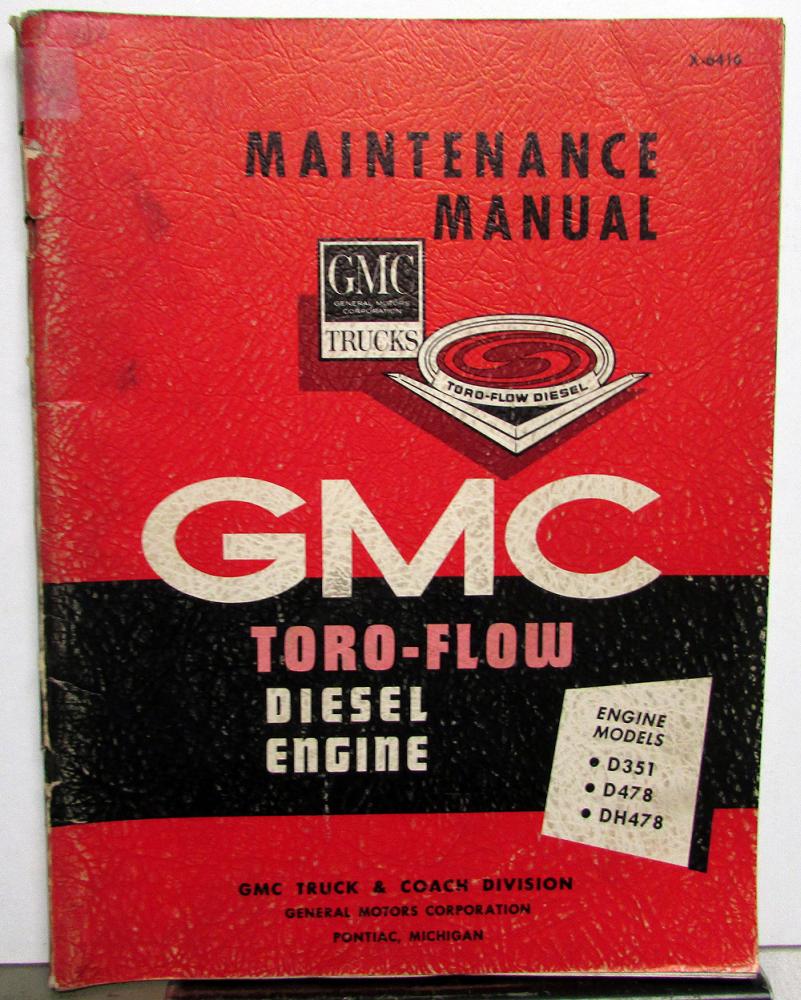 X-6416
MAINTENANCE
MANUAL
GMC
GENERAL MOTORS
CORPORATION
TRUCKS
TORO-FLOW DIESEL
GMC
TORO-FLOW
DIESEL
ENGINE
ENGINE
MODELS
• D351
• D478
• DH478
GMC TRUCK & COACH DIVISION
GENERAL MOTORS CORPORATION
PONTIAC, MICHIGAN